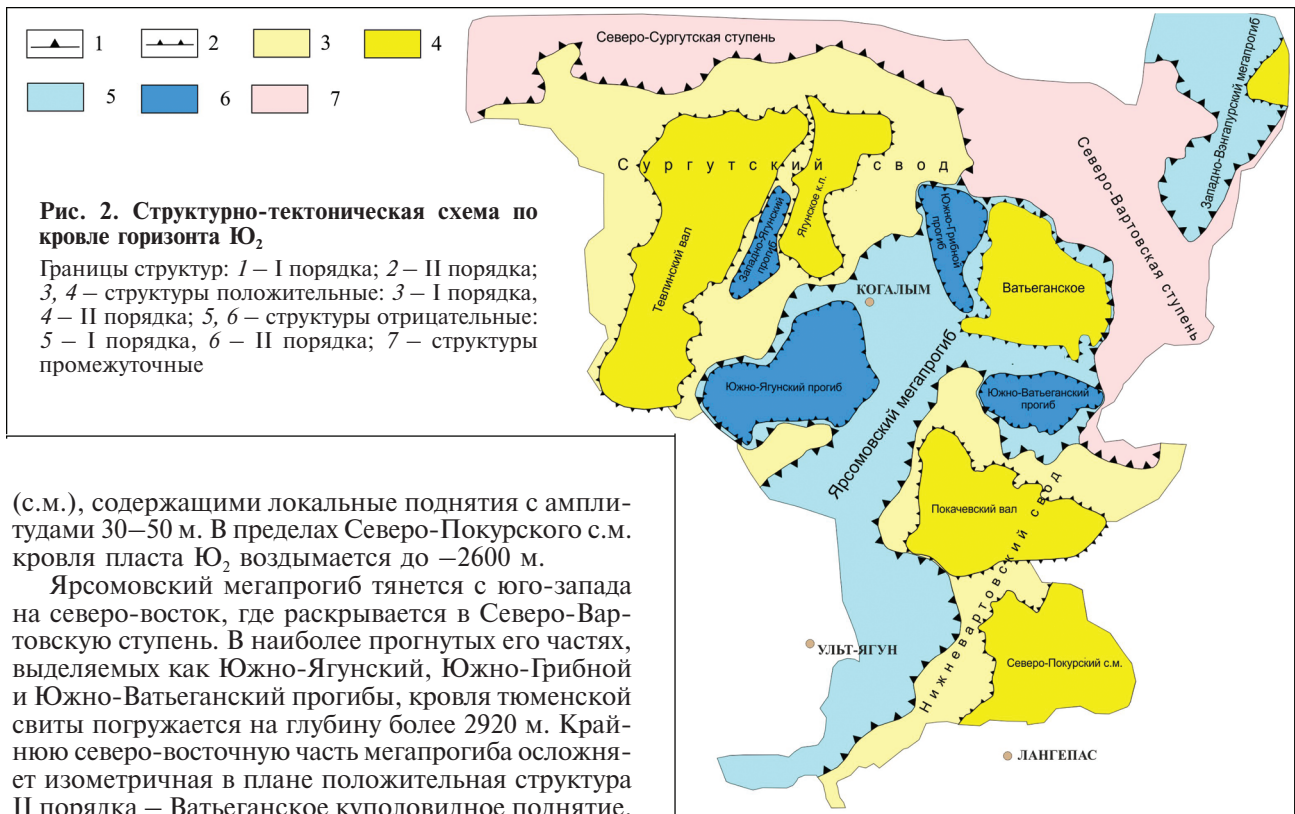 1
2
3
4
5
6
7
Рис. 2. Структурно-тектоническая схема по
кровле горизонта Ю₂
Границы структур: 1 – I порядка; 2 – II порядка;
3, 4 – структуры положительные: 3 – I порядка,
4 – II порядка; 5, 6 – структуры отрицательные:
5 – I порядка, 6 – II порядка; 7 – структуры
промежуточные
Северо-Сургутская ступень
Западно-Вэнгапурский мегапрогиб
Северо-Вартовская ступень
Сургутский свод
Тевлинский вал
Западно-Ягунский
прогиб
Ягунское к.п.
Южно-Грибной
прогиб
Ватьеганское
КОГАЛЫМ
Ярсомовский мегапрогиб
Южно-Ягунский прогиб
Южно-Ватьеганский
прогиб
Покачевский вал
Нижневартовский свод
УЛЬТ-ЯГУН
Северо-Покурский с.м.
ЛАНГЕПАС
(с.м.), содержащими локальные поднятия с ампли-
тудами 30–50 м. В пределах Северо-Покурского с.м.
кровля пласта Ю₂ воздымается до –2600 м.
Ярсомовский мегапрогиб тянется с юго-запада
на северо-восток, где раскрывается в Северо-Вар-
товскую ступень. В наиболее прогнутых его частях,
выделяемых как Южно-Ягунский, Южно-Грибной
и Южно-Ватьеганский прогибы, кровля тюменской
свиты погружается на глубину более 2920 м. Край-
нюю северо-восточную часть мегапрогиба осложня-
ет изометричная в плане положительная структура
II порядка – Ватьеганское куполовидное поднятие.